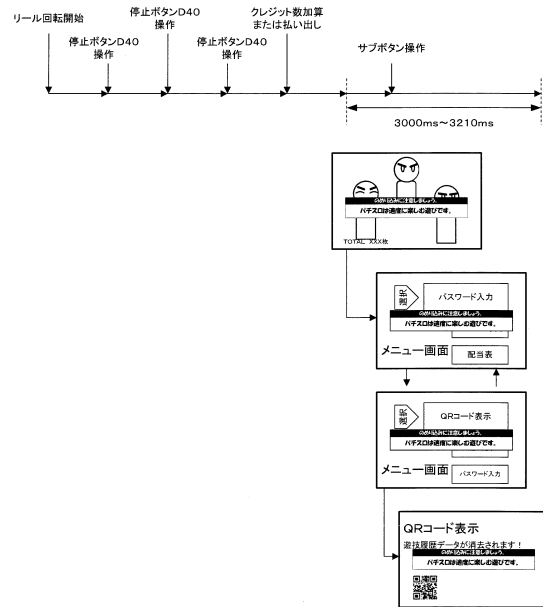 リール回転開始
停止ボタンD40
操作
停止ボタンD40
操作
停止ボタンD40
操作
クレジット数加算
または払い出し
サブボタン操作
3000ms～3210ms
のめり込みに注意しましょう。
パチスロは適度に楽しむ遊びです。
TOTAL XXX枚
選択
パスワード入力
のめり込みに注意しましょう。
パチスロは適度に楽しむ遊びです。
メニュー画面
配当表
選択
QRコード表示
のめり込みに注意しましょう。
パチスロは適度に楽しむ遊びです。
メニュー画面
パスワード入力
QRコード表示
遊技履歴データが消去されます！
のめり込みに注意しましょう。
パチスロは適度に楽しむ遊びです。